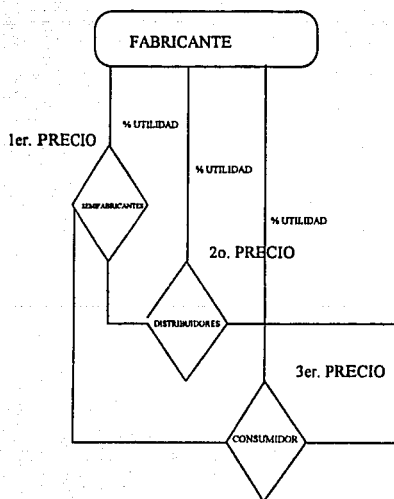 FABRICANTE
% UTILIDAD
1er. PRECIO
% UTILIDAD
SEMIFABRICANTES
% UTILIDAD
2o. PRECIO
DISTRIBUIDORES
3er. PRECIO
CONSUMIDOR